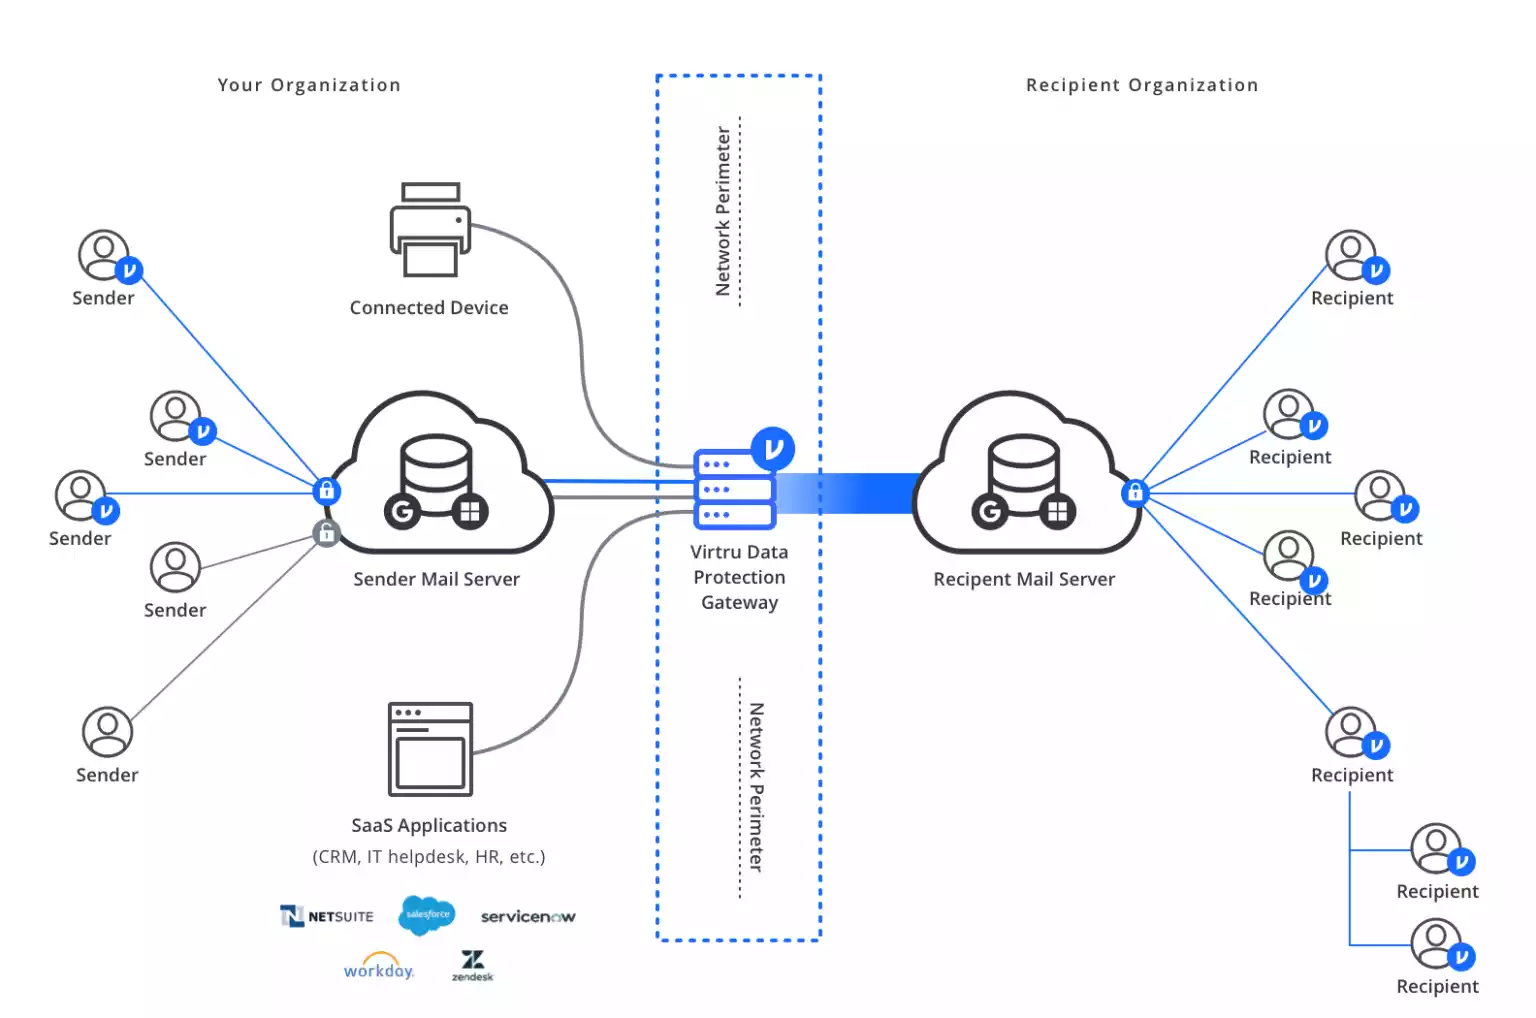 Your Organization
Recipient Organization
Network Perimeter
Connected Device
Sender
Sender
Sender
Sender
Sender
Sender Mail Server
Virtru Data
Protection
Gateway
Recipent Mail Server
Recipient
Recipient
Recipient
Recipient
Recipient
Recipient
Recipient
Network Perimeter
SaaS Applications
(CRM, IT helpdesk, HR, etc.)
N NETSUITE
salesforce
servicenow
workday.
zendesk